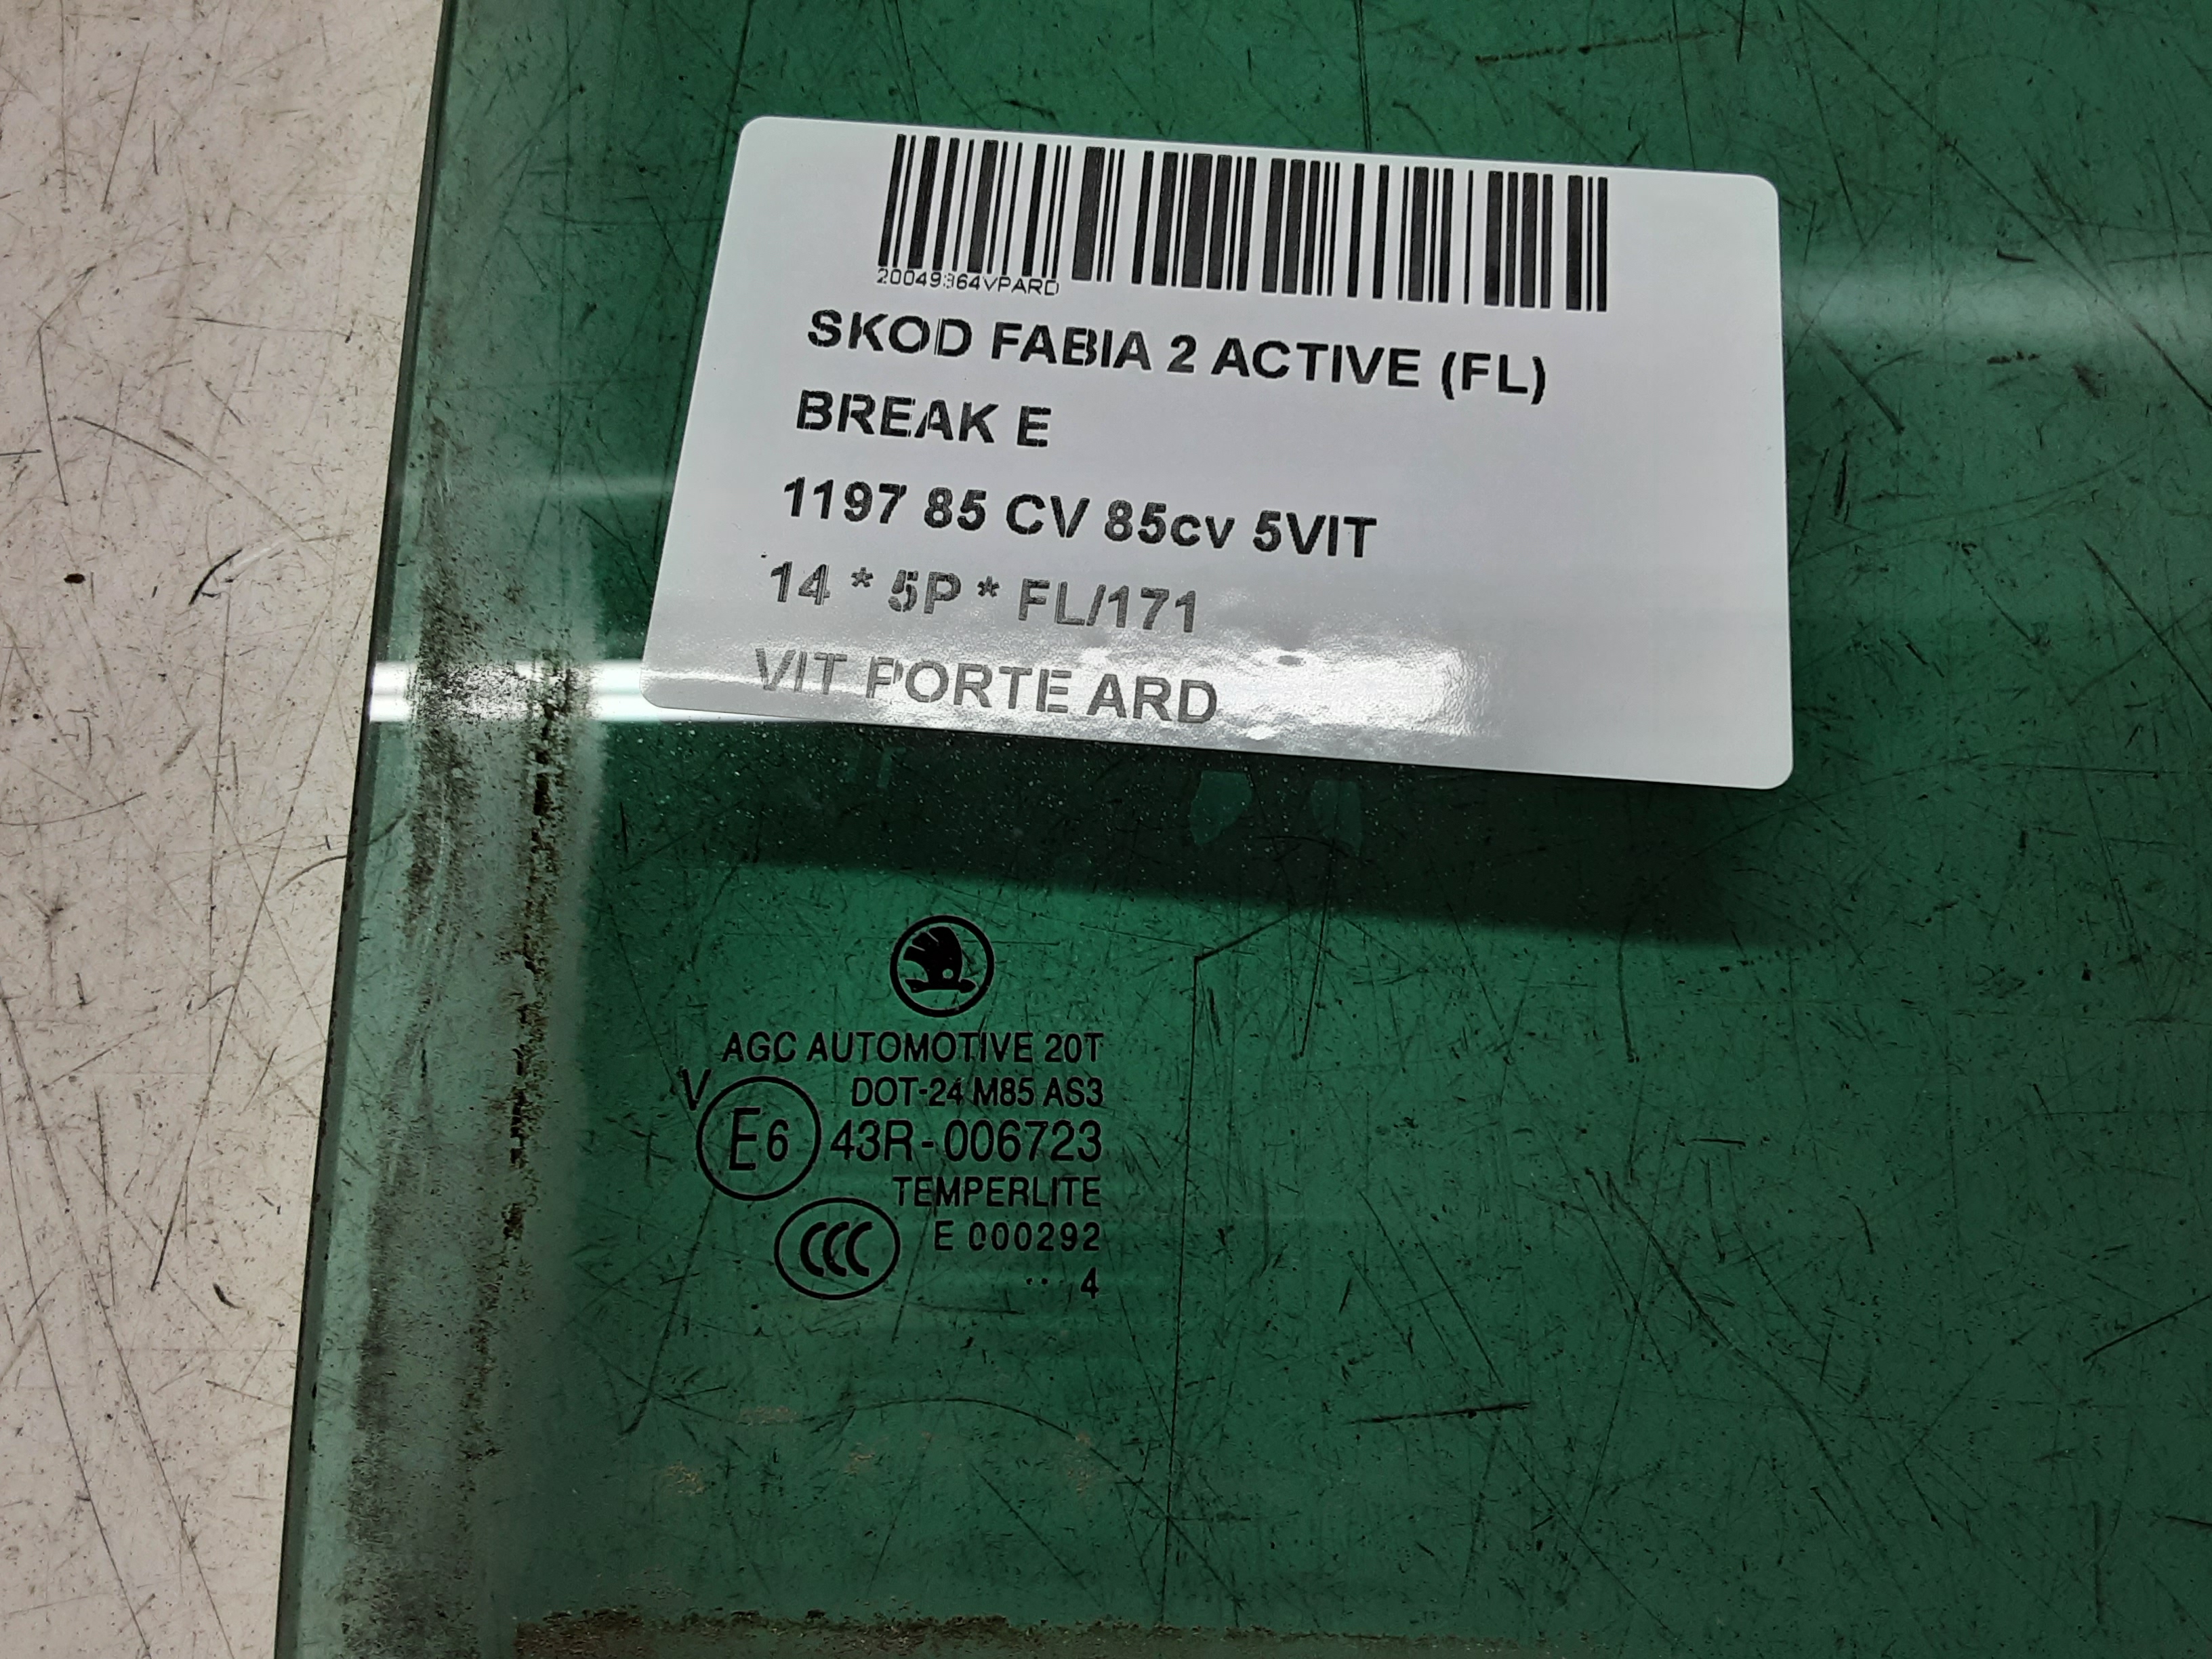 20049364VPARD
SKOD FABIA 2 ACTIVE (FL)
BREAK E
1197 85 CV 85cv 5VIT
14 * 5P * FL/171
VIT PORTE ARD
AGC AUTOMOTIVE 20T
V
DOT-24 M85 AS3
E6 43R-006723
TEMPERLITE
CCC E 000292
·· 4